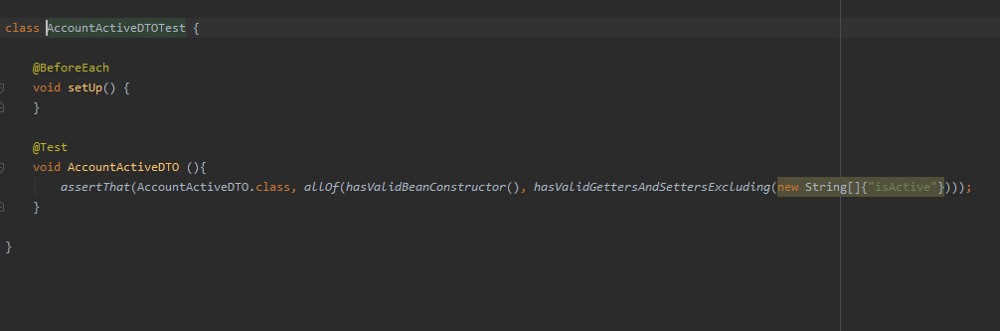 class AccountActiveDTOTest {
@BeforeEach
void setUp() {
}
@Test
void AccountActiveDTO (){
assertThat(AccountActiveDTO.class, allOf(hasValidBeanConstructor(), hasValidGettersAndSettersExcluding(new String[]{"isActive"})));
}
}